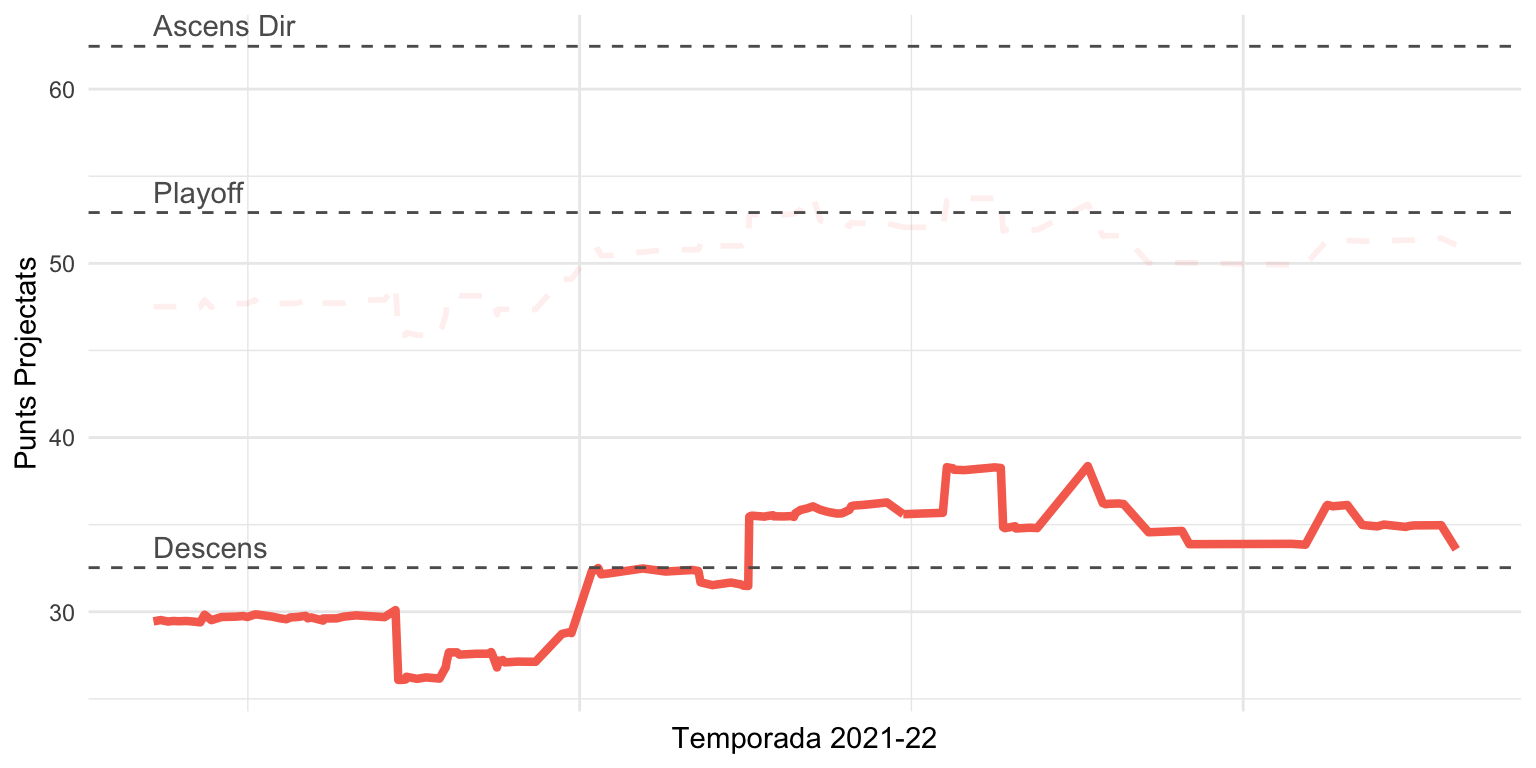 Ascens Dir
60
Playoff
50
Punts Projectats
40
Descens
30
Temporada 2021-22